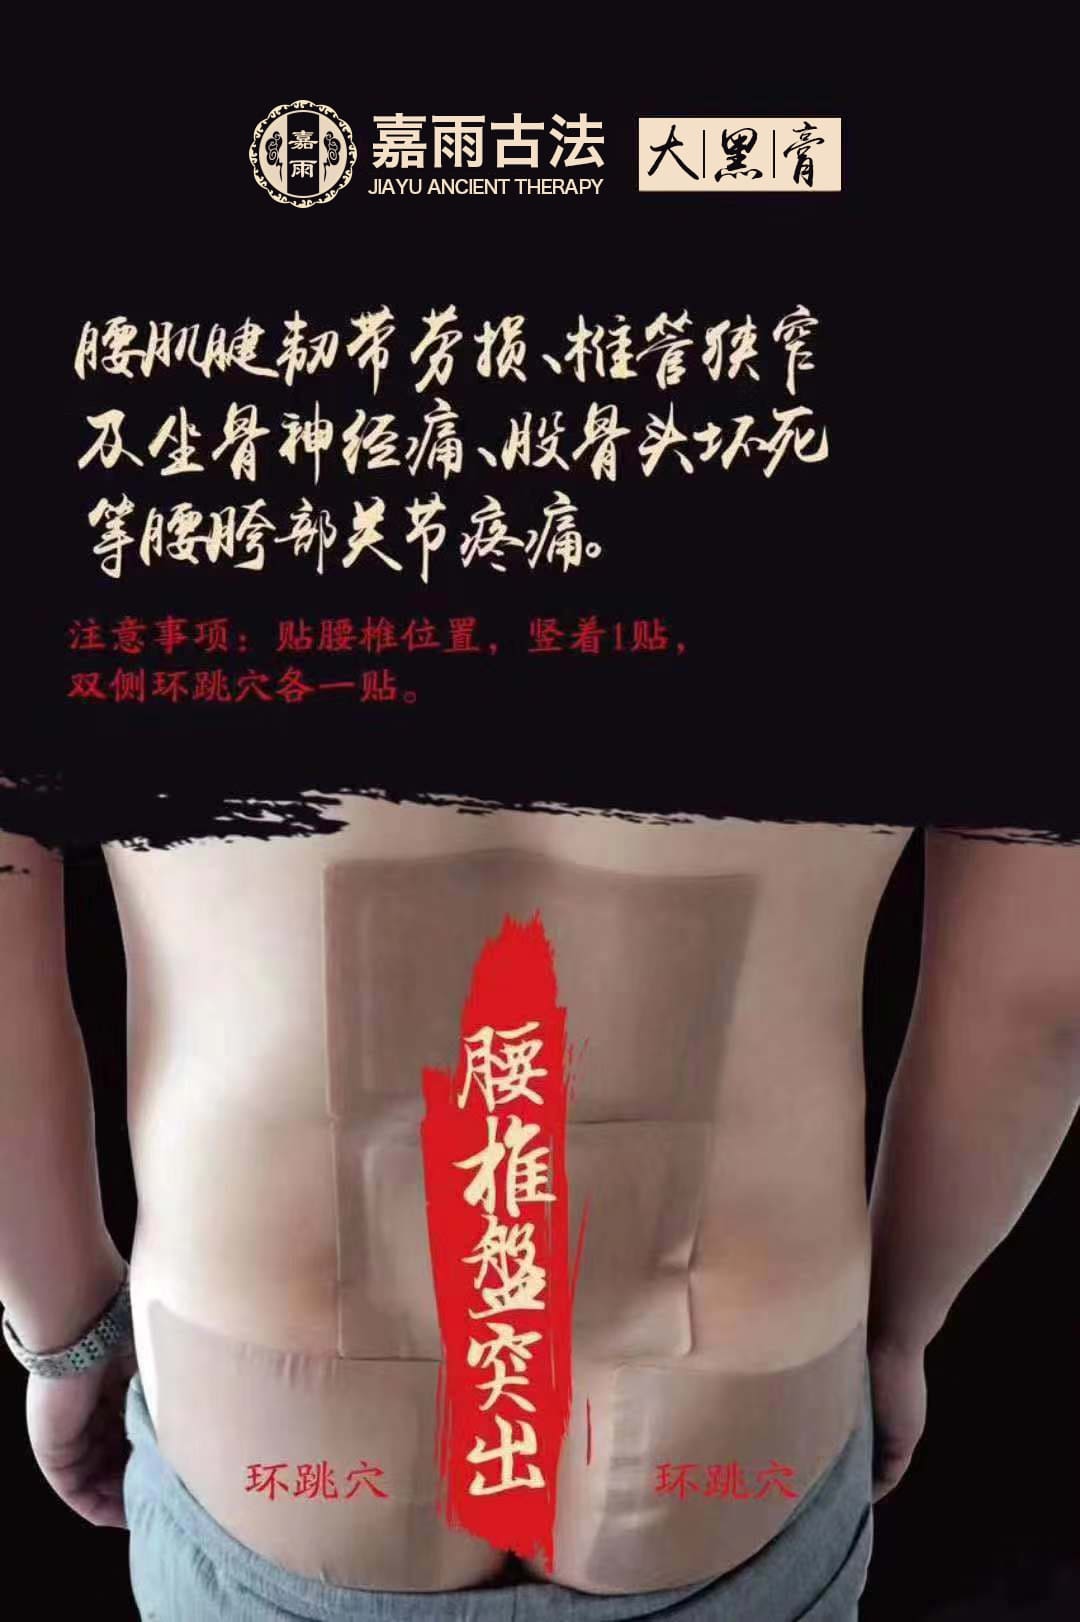 嘉雨
嘉雨古法
JIAYU ANCIENT THERAPY
大黑膏
腰肌腱韧带劳损、椎管狭窄
及坐骨神经痛、股骨头坏死
等腰胯部关节疼痛。
注意事项：贴腰椎位置，竖着1贴，
双侧环跳穴各一贴。
腰椎盤突出
环跳穴
环跳穴